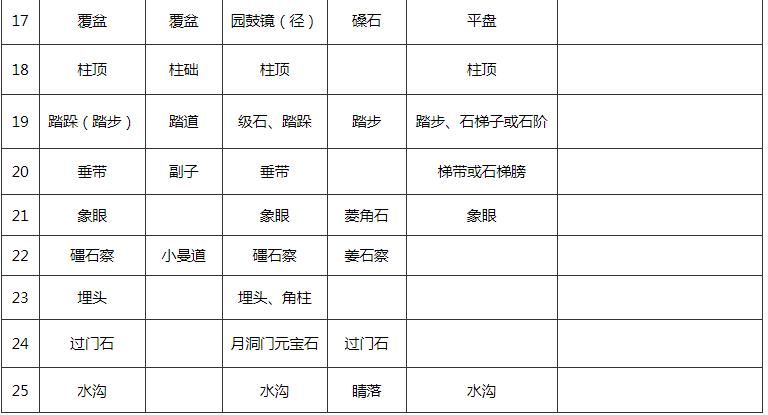 17 覆盆 覆盆 园鼓镜（径） 磉石 平盘
18 柱顶 柱础 柱顶 柱顶
19 踏跺（踏步） 踏道 级石、踏跺 踏步 踏步、石梯子或石阶
20 垂带 副子 垂带 梯带或石梯膀
21 象眼 象眼 菱角石 象眼
22 礓石察 小曼道 礓石察 姜石察
23 埋头 埋头、角柱
24 过门石 月洞门元宝石 过门石
25 水沟 水沟 睛落 水沟